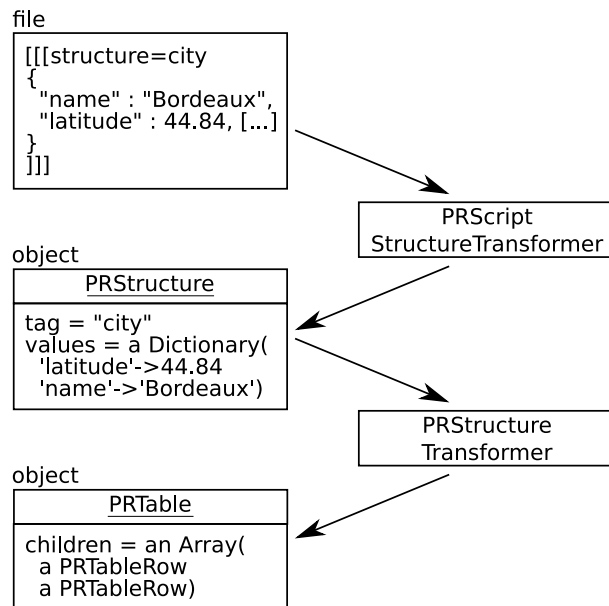 file
[[[structure=city
{
"name" : "Bordeaux",
"latitude" : 44.84, [...]
}
]]]
PRScript
StructureTransformer
object
PRStructure
tag = "city"
values = a Dictionary(
'latitude'->44.84
'name'->'Bordeaux')
PRStructure
Transformer
object
PRTable
children = an Array(
a PRTableRow
a PRTableRow)